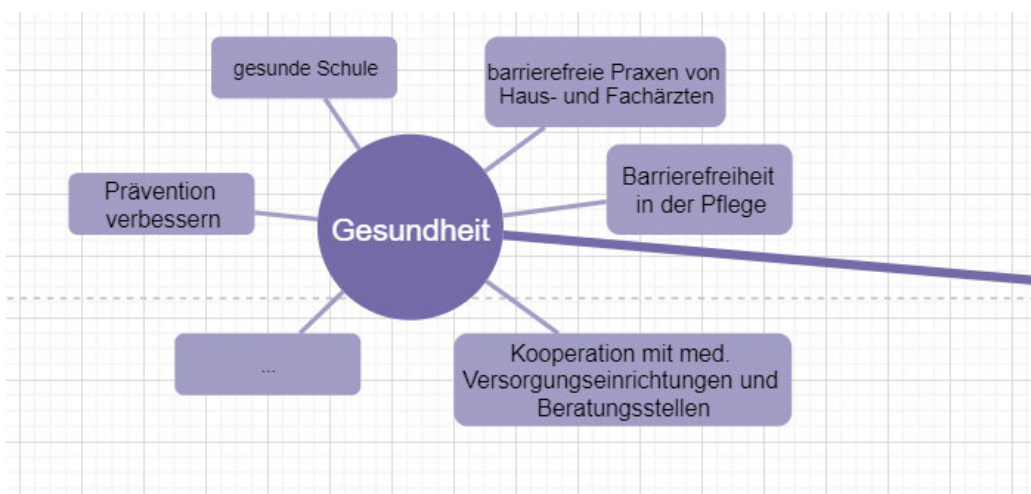 gesunde Schule
barrierefreie Praxen von
Haus- und Fachärzten
Prävention
verbessern
Barrierefreiheit
in der Pflege
Gesundheit
...
Kooperation mit med.
Versorgungseinrichtungen und
Beratungsstellen